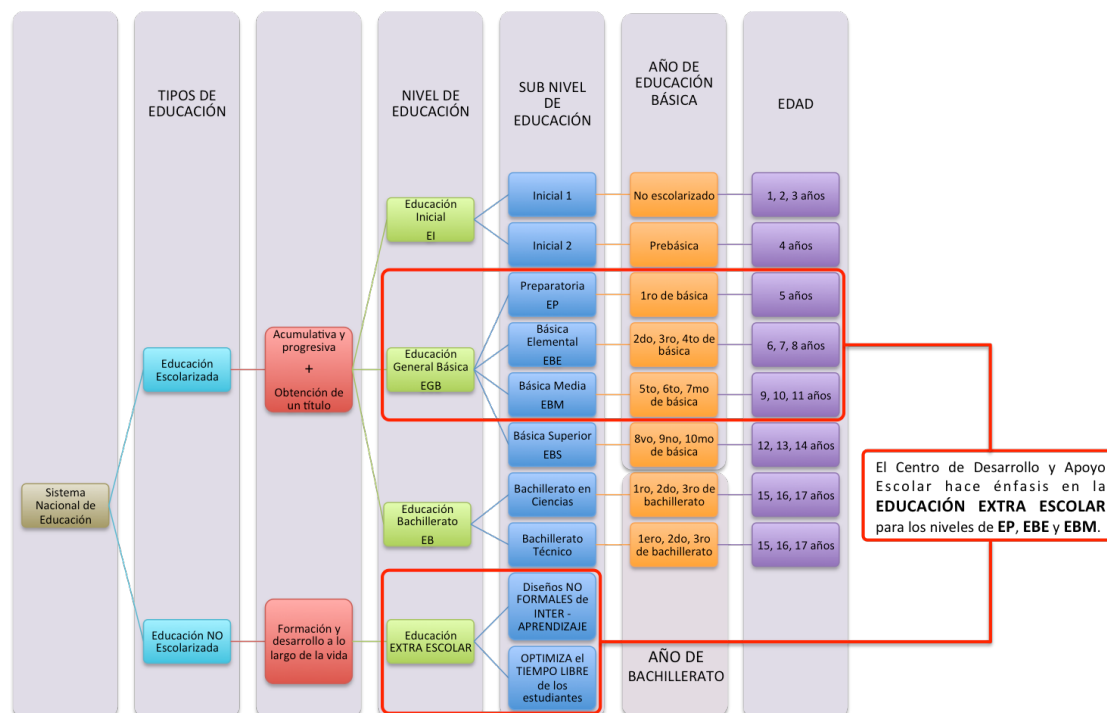 TIPOS DE
EDUCACIÓN
NIVEL DE
EDUCACIÓN
SUB NIVEL
DE
EDUCACIÓN
AÑO DE
EDUCACIÓN
BÁSICA
EDAD
Sistema
Nacional de
Educación
Educación
Escolarizada
Acumulativa y
progresiva
+
Obtención de
un título
Educación
Inicial
EI
Inicial 1
No escolarizado
1, 2, 3 años
Inicial 2
Prebásica
4 años
Educación
General Básica
EGB
Preparatoria
EP
1ro de básica
5 años
Básica
Elemental
EBE
2do, 3ro, 4to de
básica
6, 7, 8 años
Básica Media
EBM
5to, 6to, 7mo
de básica
9, 10, 11 años
Básica Superior
EBS
8vo, 9no, 10mo
de básica
12, 13, 14 años
Educación
Bachillerato
EB
Bachillerato en
Ciencias
1ro, 2do, 3ro de
bachillerato
15, 16, 17 años
Bachillerato
Técnico
1ero, 2do, 3ro
de bachillerato
15, 16, 17 años
Educación NO
Escolarizada
Formación y
desarrollo a lo
largo de la vida
Educación
EXTRA ESCOLAR
Diseños NO
FORMALES de
INTER -
APRENDIZAJE
OPTIMIZA el
TIEMPO LIBRE
de los
estudiantes
AÑO DE
BACHILLERATO
El Centro de Desarrollo y Apoyo
Escolar hace énfasis en la
EDUCACIÓN EXTRA ESCOLAR
para los niveles de EP, EBE y EBM.